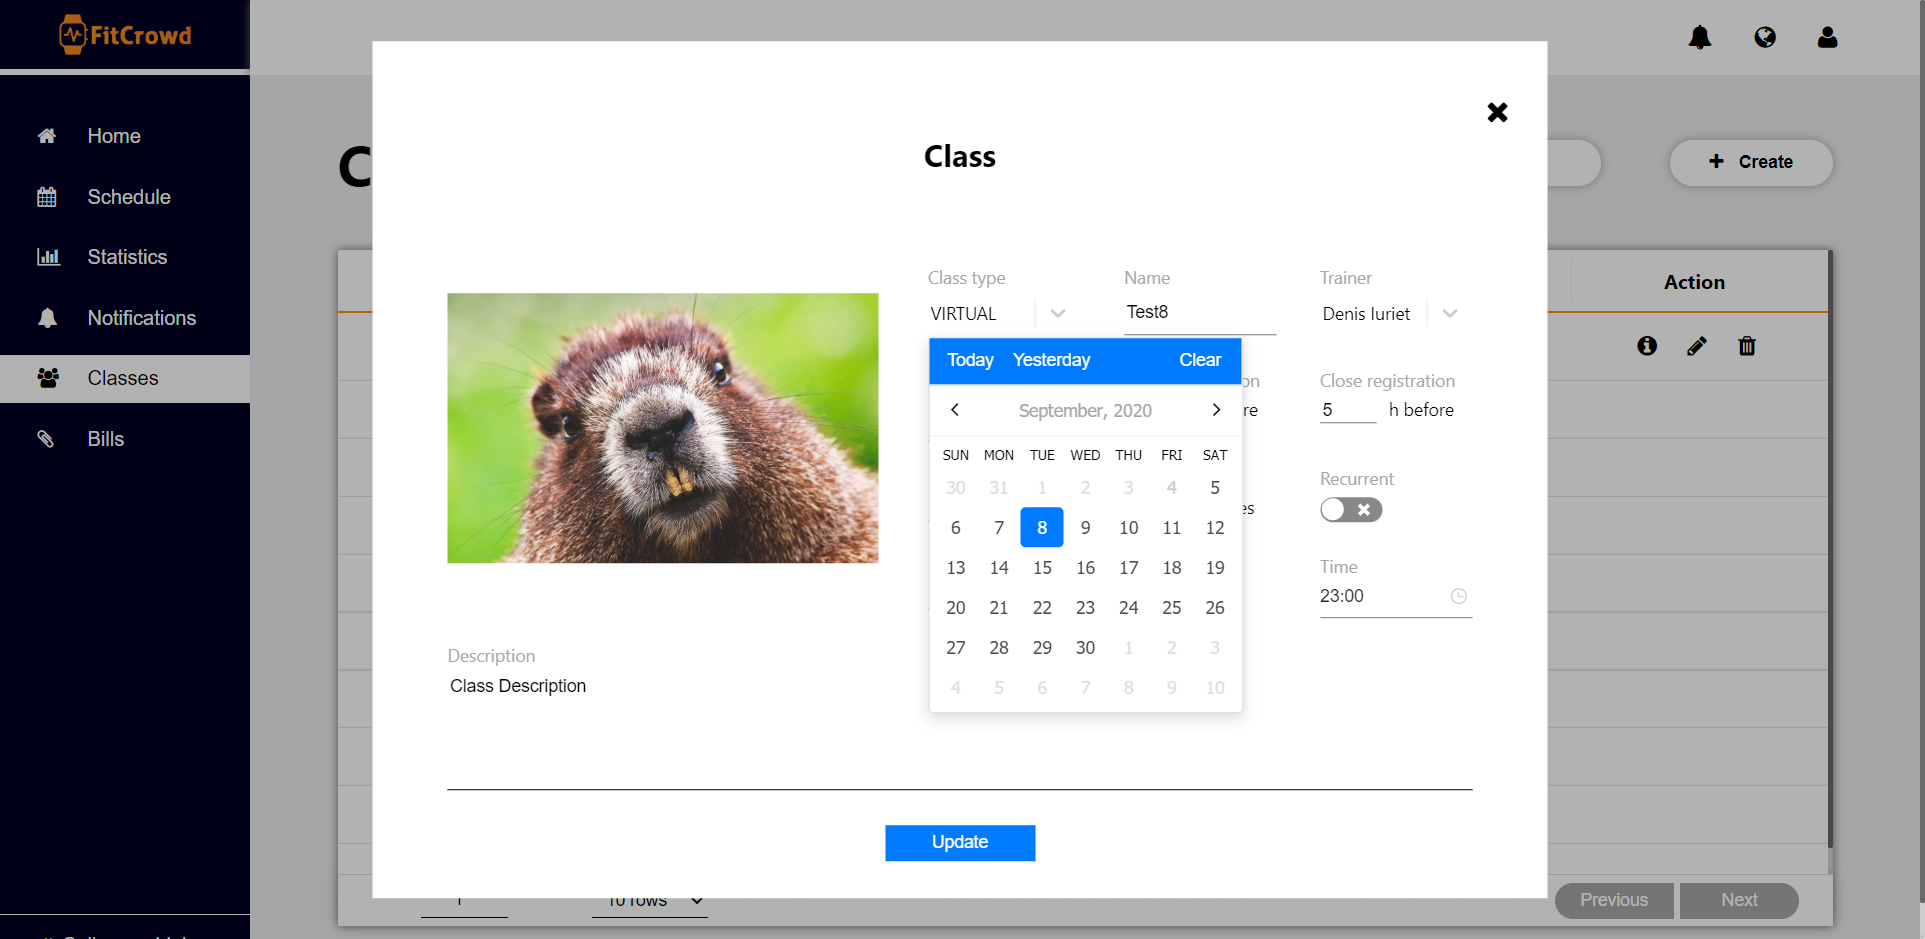 FitCrowd
Home
Schedule
Statistics
Notifications
Classes
Bills
C
Create
Action
Class
Class type
VIRTUAL
Name
Test8
Trainer
Denis Iuriet
Today Yesterday Clear
September, 2020
SUN MON TUE WED THU FRI SAT
30 31 1 2 3 4 5
6 7 8 9 10 11 12
13 14 15 16 17 18 19
20 21 22 23 24 25 26
27 28 29 30 1 2 3
4 5 6 7 8 9 10
Close registration
5 h before
Recurrent
Time
23:00
Description
Class Description
Update
10 rows
Previous
Next